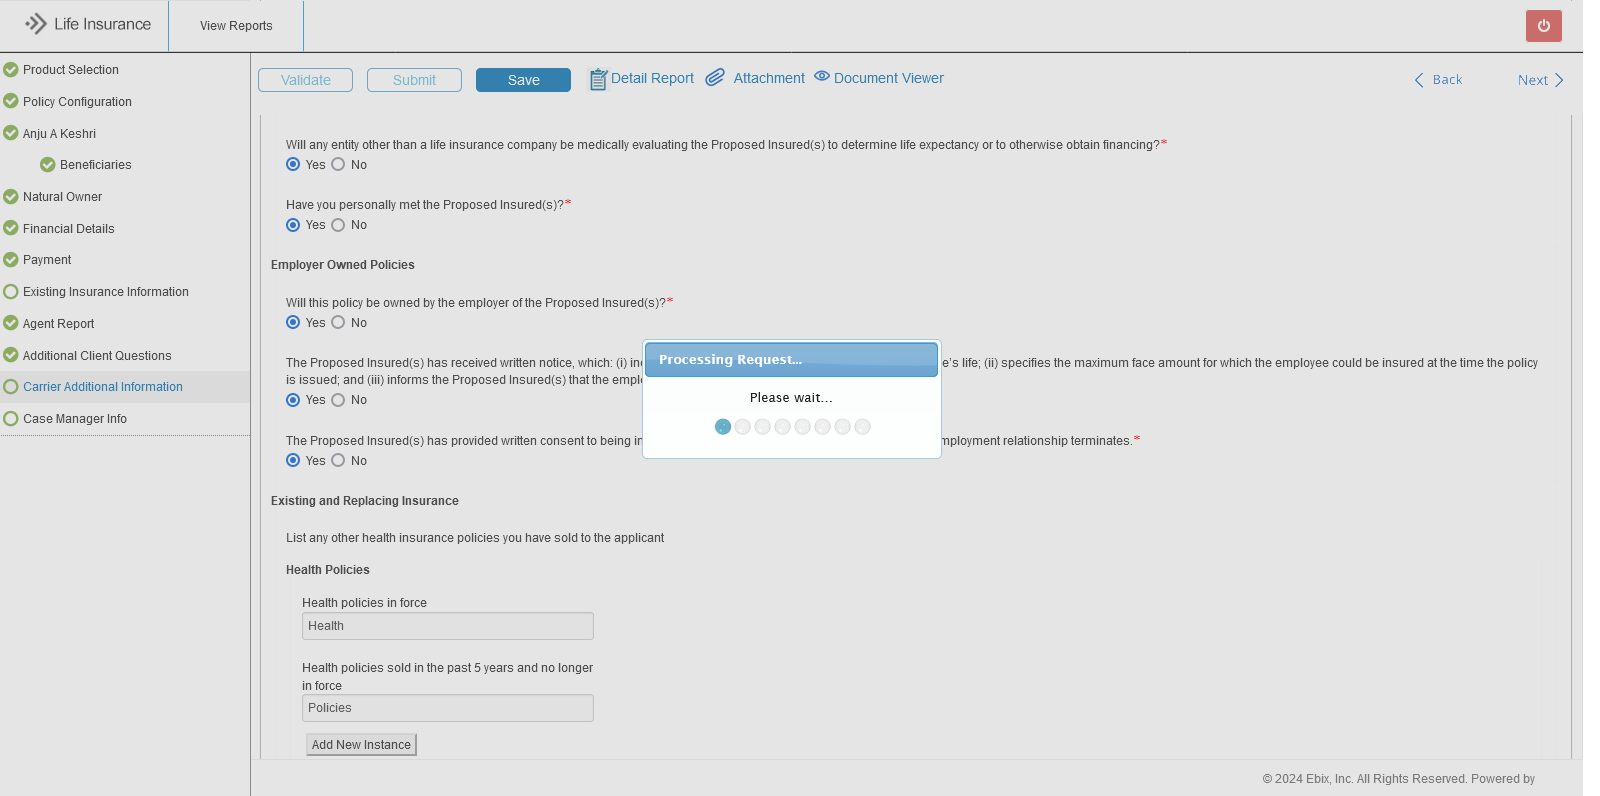 Life Insurance
View Reports
Product Selection
Policy Configuration
Anju A Keshri
Beneficiaries
Natural Owner
Financial Details
Payment
Existing Insurance Information
Agent Report
Additional Client Questions
Carrier Additional Information
Case Manager Info
Validate
Submit
Save
Detail Report
Attachment
Document Viewer
Back
Next
Will any entity other than a life insurance company be medically evaluating the Proposed Insured(s) to determine life expectancy or to otherwise obtain financing?*
Yes No
Have you personally met the Proposed Insured(s)?*
Yes No
Employer Owned Policies
Will this policy be owned by the employer of the Proposed Insured(s)?*
Yes No
The Proposed Insured(s) has received written notice, which: (i) in e's life; (ii) specifies the maximum face amount for which the employee could be insured at the time the policy
is issued; and (iii) informs the Proposed Insured(s) that the empl
Yes No
The Proposed Insured(s) has provided written consent to being in mployment relationship terminates.*
Yes No
Processing Request...
Please wait...
Existing and Replacing Insurance
List any other health insurance policies you have sold to the applicant
Health Policies
Health policies in force
Health
Health policies sold in the past 5 years and no longer
in force
Policies
Add New Instance
© 2024 Ebix, Inc. All Rights Reserved. Powered by